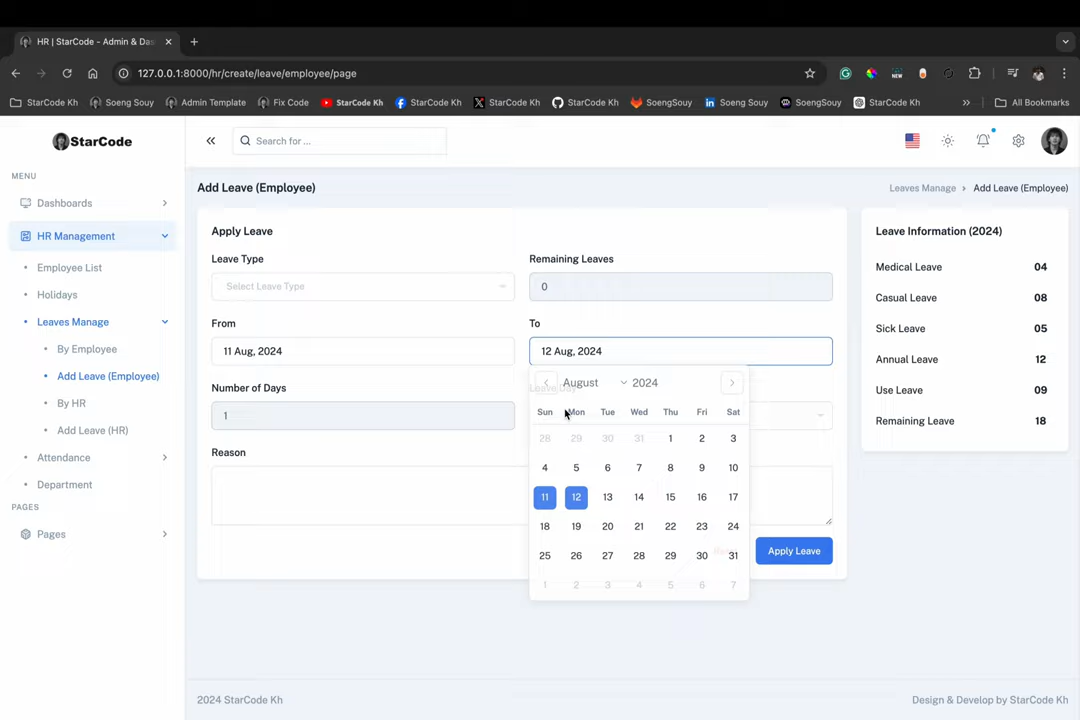 HR | StarCode - Admin & Das
127.0.0.1:8000/hr/create/leave/employee/page
NEW
StarCode Kh
Soeng Souy
Admin Template
Fix Code
StarCode Kh
StarCode Kh
StarCode Kh
StarCode Kh
SoengSouy
Soeng Souy
SoengSouy
StarCode Kh
All Bookmarks
StarCode
Search for ...
MENU
Dashboards
HR Management
Employee List
Holidays
Leaves Manage
By Employee
Add Leave (Employee)
By HR
Add Leave (HR)
Attendance
Department
PAGES
Pages
Add Leave (Employee)
Leaves Manage
Add Leave (Employee)
Apply Leave
Leave Type
Remaining Leaves
Select Leave Type
0
From
To
11 Aug, 2024
12 Aug, 2024
Number of Days
Leave Day
1
Reason
August 2024
Sun Mon Tue Wed Thu Fri Sat
28 29 30 31 1 2 3
4 5 6 7 8 9 10
11 12 13 14 15 16 17
18 19 20 21 22 23 24
25 26 27 28 29 30 31
1 2 3 4 5 6 7
Apply Leave
Leave Information (2024)
Medical Leave 04
Casual Leave 08
Sick Leave 05
Annual Leave 12
Use Leave 09
Remaining Leave 18
2024 StarCode Kh
Design & Develop by StarCode Kh